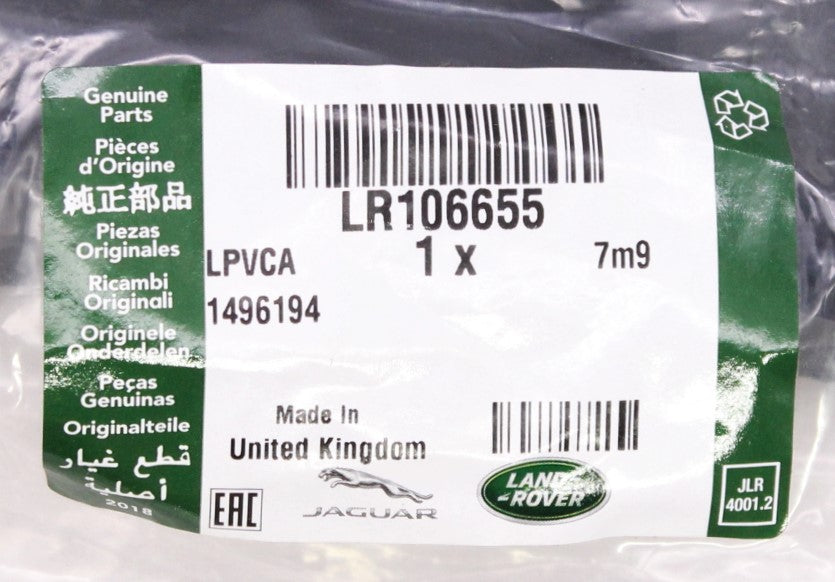 Genuine
Parts
Pièces
d'Origine
純正部品
Piezas
Originales
Ricambi
Originali
Originele
Onderdelen
Peças
Genuinas
Originalteile
قطع غيار
أصلية
2018
LR106655
LPVCA 1 x 7m9
1496194
Made In
United Kingdom
EAC
JAGUAR
LAND
ROVER
JLR
4001.2